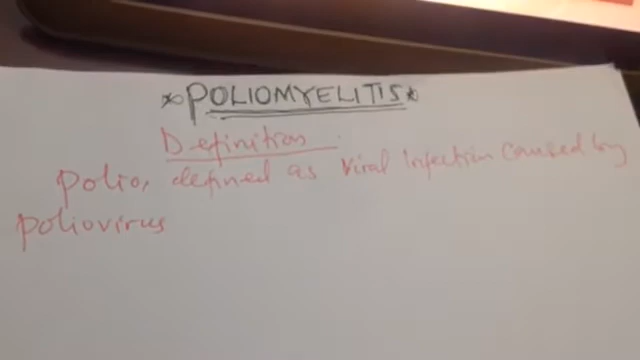 *POLIOMYELITIS*
Definition
Polio, defined as viral infection caused by
poliovirus